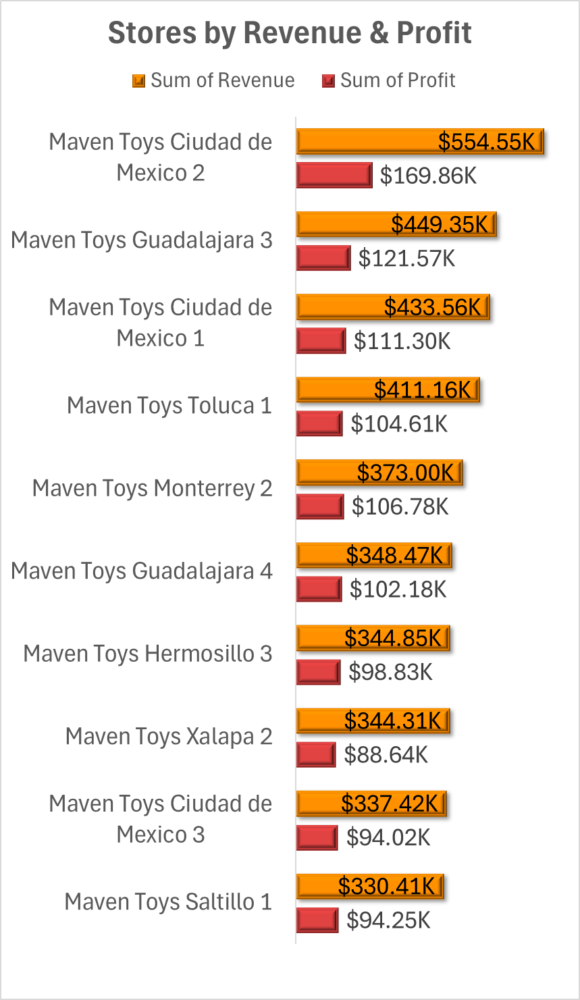 Stores by Revenue & Profit
Sum of Revenue Sum of Profit
Maven Toys Ciudad de
Mexico 2
$554.55K
$169.86K
Maven Toys Guadalajara 3
$449.35K
$121.57K
Maven Toys Ciudad de
Mexico 1
$433.56K
$111.30K
Maven Toys Toluca 1
$411.16K
$104.61K
Maven Toys Monterrey 2
$373.00K
$106.78K
Maven Toys Guadalajara 4
$348.47K
$102.18K
Maven Toys Hermosillo 3
$344.85K
$98.83K
Maven Toys Xalapa 2
$344.31K
$88.64K
Maven Toys Ciudad de
Mexico 3
$337.42K
$94.02K
Maven Toys Saltillo 1
$330.41K
$94.25K